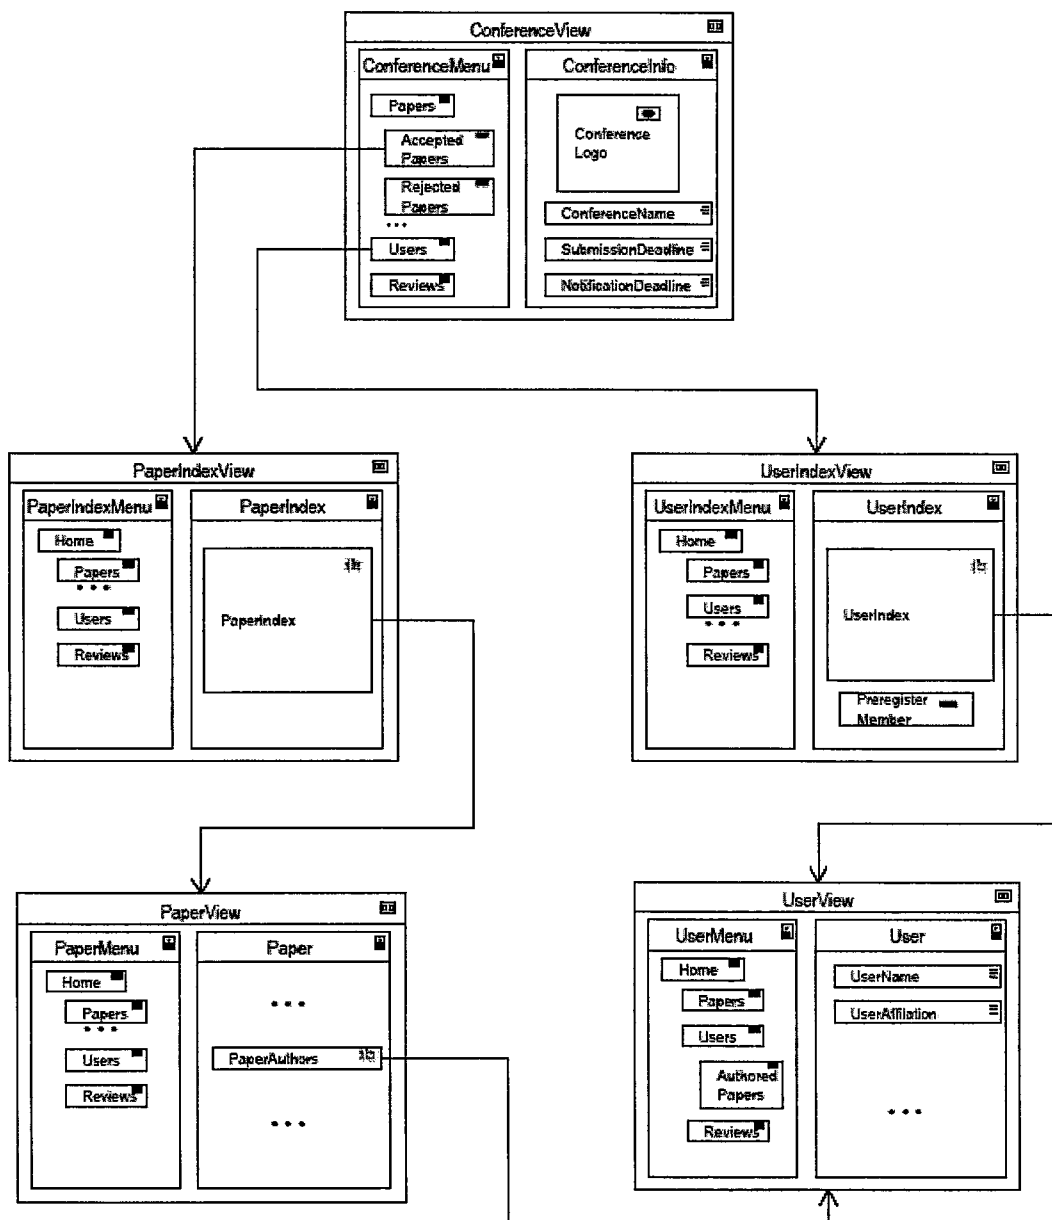 ConferenceView
ConferenceMenu
Papers
Accepted
Papers
Rejected
Papers
...
Users
Reviews
ConferenceInfo
Conference
Logo
ConferenceName
SubmissionDeadline
NotificationDeadline
PaperIndexView
PaperIndexMenu
Home
Papers
...
Users
Reviews
PaperIndex
PaperIndex
UserIndexView
UserIndexMenu
Home
Papers
Users
...
Reviews
UserIndex
UserIndex
Preregister
Member
PaperView
PaperMenu
Home
Papers
...
Users
Reviews
Paper
...
PaperAuthors
...
UserView
UserMenu
Home
Papers
Users
Authored
Papers
Reviews
User
UserName
UserAffiliation
...